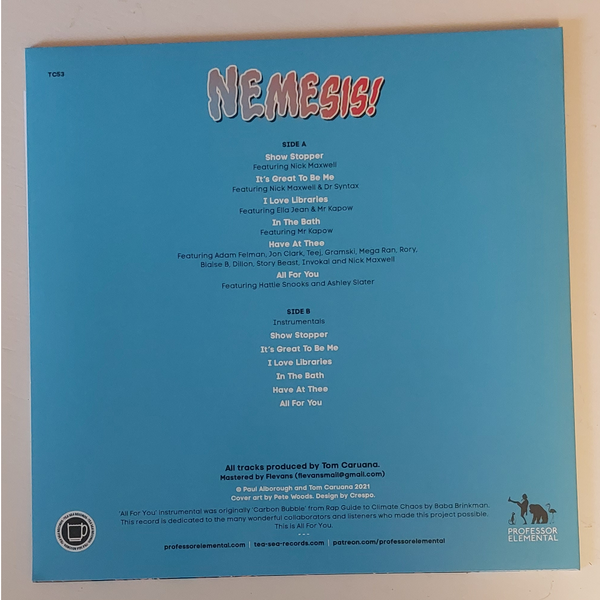 TCS3
NEMESIS!
SIDE A
Show Stopper
Featuring Nick Maxwell
It's Great To Be Me
Featuring Nick Maxwell & Dr Syntax
I Love Libraries
Featuring Ella Jean & Mr Kapow
In The Bath
Featuring Mr Kapow
Have At Thee
Featuring Adam Felman, Jon Clark, Teej, Gramski, Mega Ran, Rory,
Blaise B, Dillon, Story Beast, Invokal and Nick Maxwell
All For You
Featuring Hattie Snooks and Ashley Slater
SIDE B
Instrumentals
Show Stopper
It's Great To Be Me
I Love Libraries
In The Bath
Have At Thee
All For You
All tracks produced by Tom Caruana.
Mastered by Flevans (flevansmail@gmail.com)
© Paul Alborough and Tom Caruana 2021
Cover art by Pete Woods. Design by Crespo.
'All For You' instrumental was originally 'Carbon Bubble' from Rap Guide to Climate Chaos by Baba Brinkman.
This record is dedicated to the many wonderful collaborators and listeners who made this project possible.
This is All For You.
professorelemental.com | tea-sea-records.com | patreon.com/professorelemental
PROFESSOR
ELEMENTAL